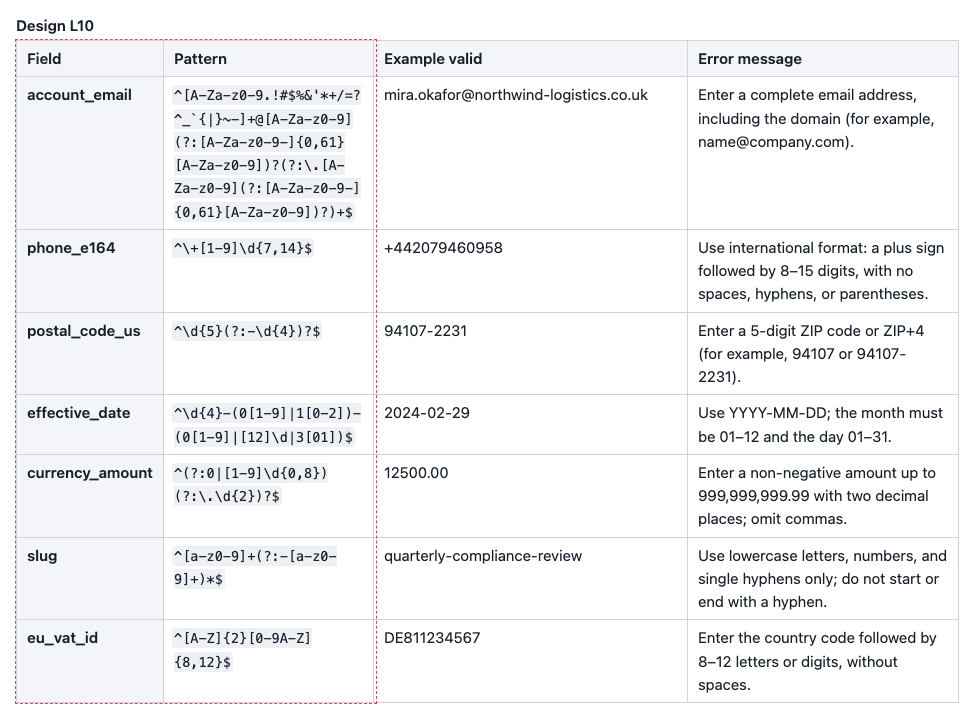 Design L10
Field Pattern Example valid Error message
account_email ^[A-Za-z0-9.!#$%&'*+/=? mira.okafor@northwind-logistics.co.uk Enter a complete email address,
^_`{|}~-]+@[A-Za-z0-9] including the domain (for example,
(?:[A-Za-z0-9-]{0,61} name@company.com).
[A-Za-z0-9])?(?:\.[A-
Za-z0-9](?:[A-Za-z0-9-]
{0,61}[A-Za-z0-9])?)+$
phone_e164 ^\+[1-9]\d{7,14}$ +442079460958 Use international format: a plus sign
followed by 8–15 digits, with no
spaces, hyphens, or parentheses.
postal_code_us ^\d{5}(?:-\d{4})?$ 94107-2231 Enter a 5-digit ZIP code or ZIP+4
(for example, 94107 or 94107-
2231).
effective_date ^\d{4}-(0[1-9]|1[0-2])- 2024-02-29 Use YYYY-MM-DD; the month must
(0[1-9]|[12]\d|3[01])$ be 01–12 and the day 01–31.
currency_amount ^(?:0|[1-9]\d{0,8}) 12500.00 Enter a non-negative amount up to
(?:\.\d{2})?$ 999,999,999.99 with two decimal
places; omit commas.
slug ^[a-z0-9]+(?:-[a-z0- quarterly-compliance-review Use lowercase letters, numbers, and
9]+)*$ single hyphens only; do not start or
end with a hyphen.
eu_vat_id ^[A-Z]{2}[0-9A-Z] DE811234567 Enter the country code followed by
{8,12}$ 8–12 letters or digits, without
spaces.